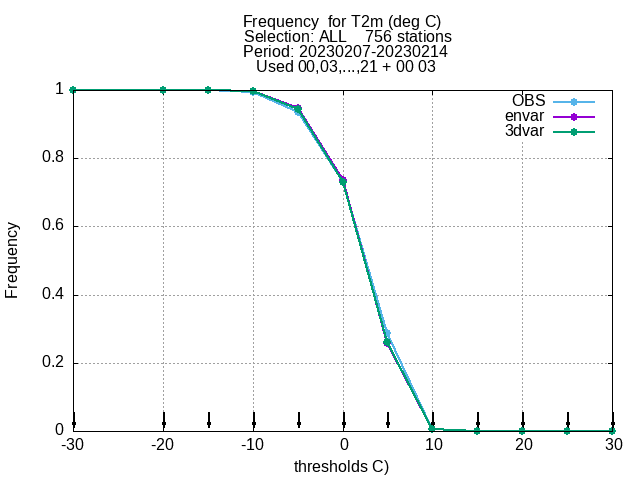 Frequency  for T2m (deg C)
Selection: ALL    756 stations
Period: 20230207-20230214
Used 00,03,...,21 + 00 03
OBS
envar
3dvar
1
0.8
0.6
0.4
0.2
0
Frequency
-30
-20
-10
0
10
20
30
thresholds C)